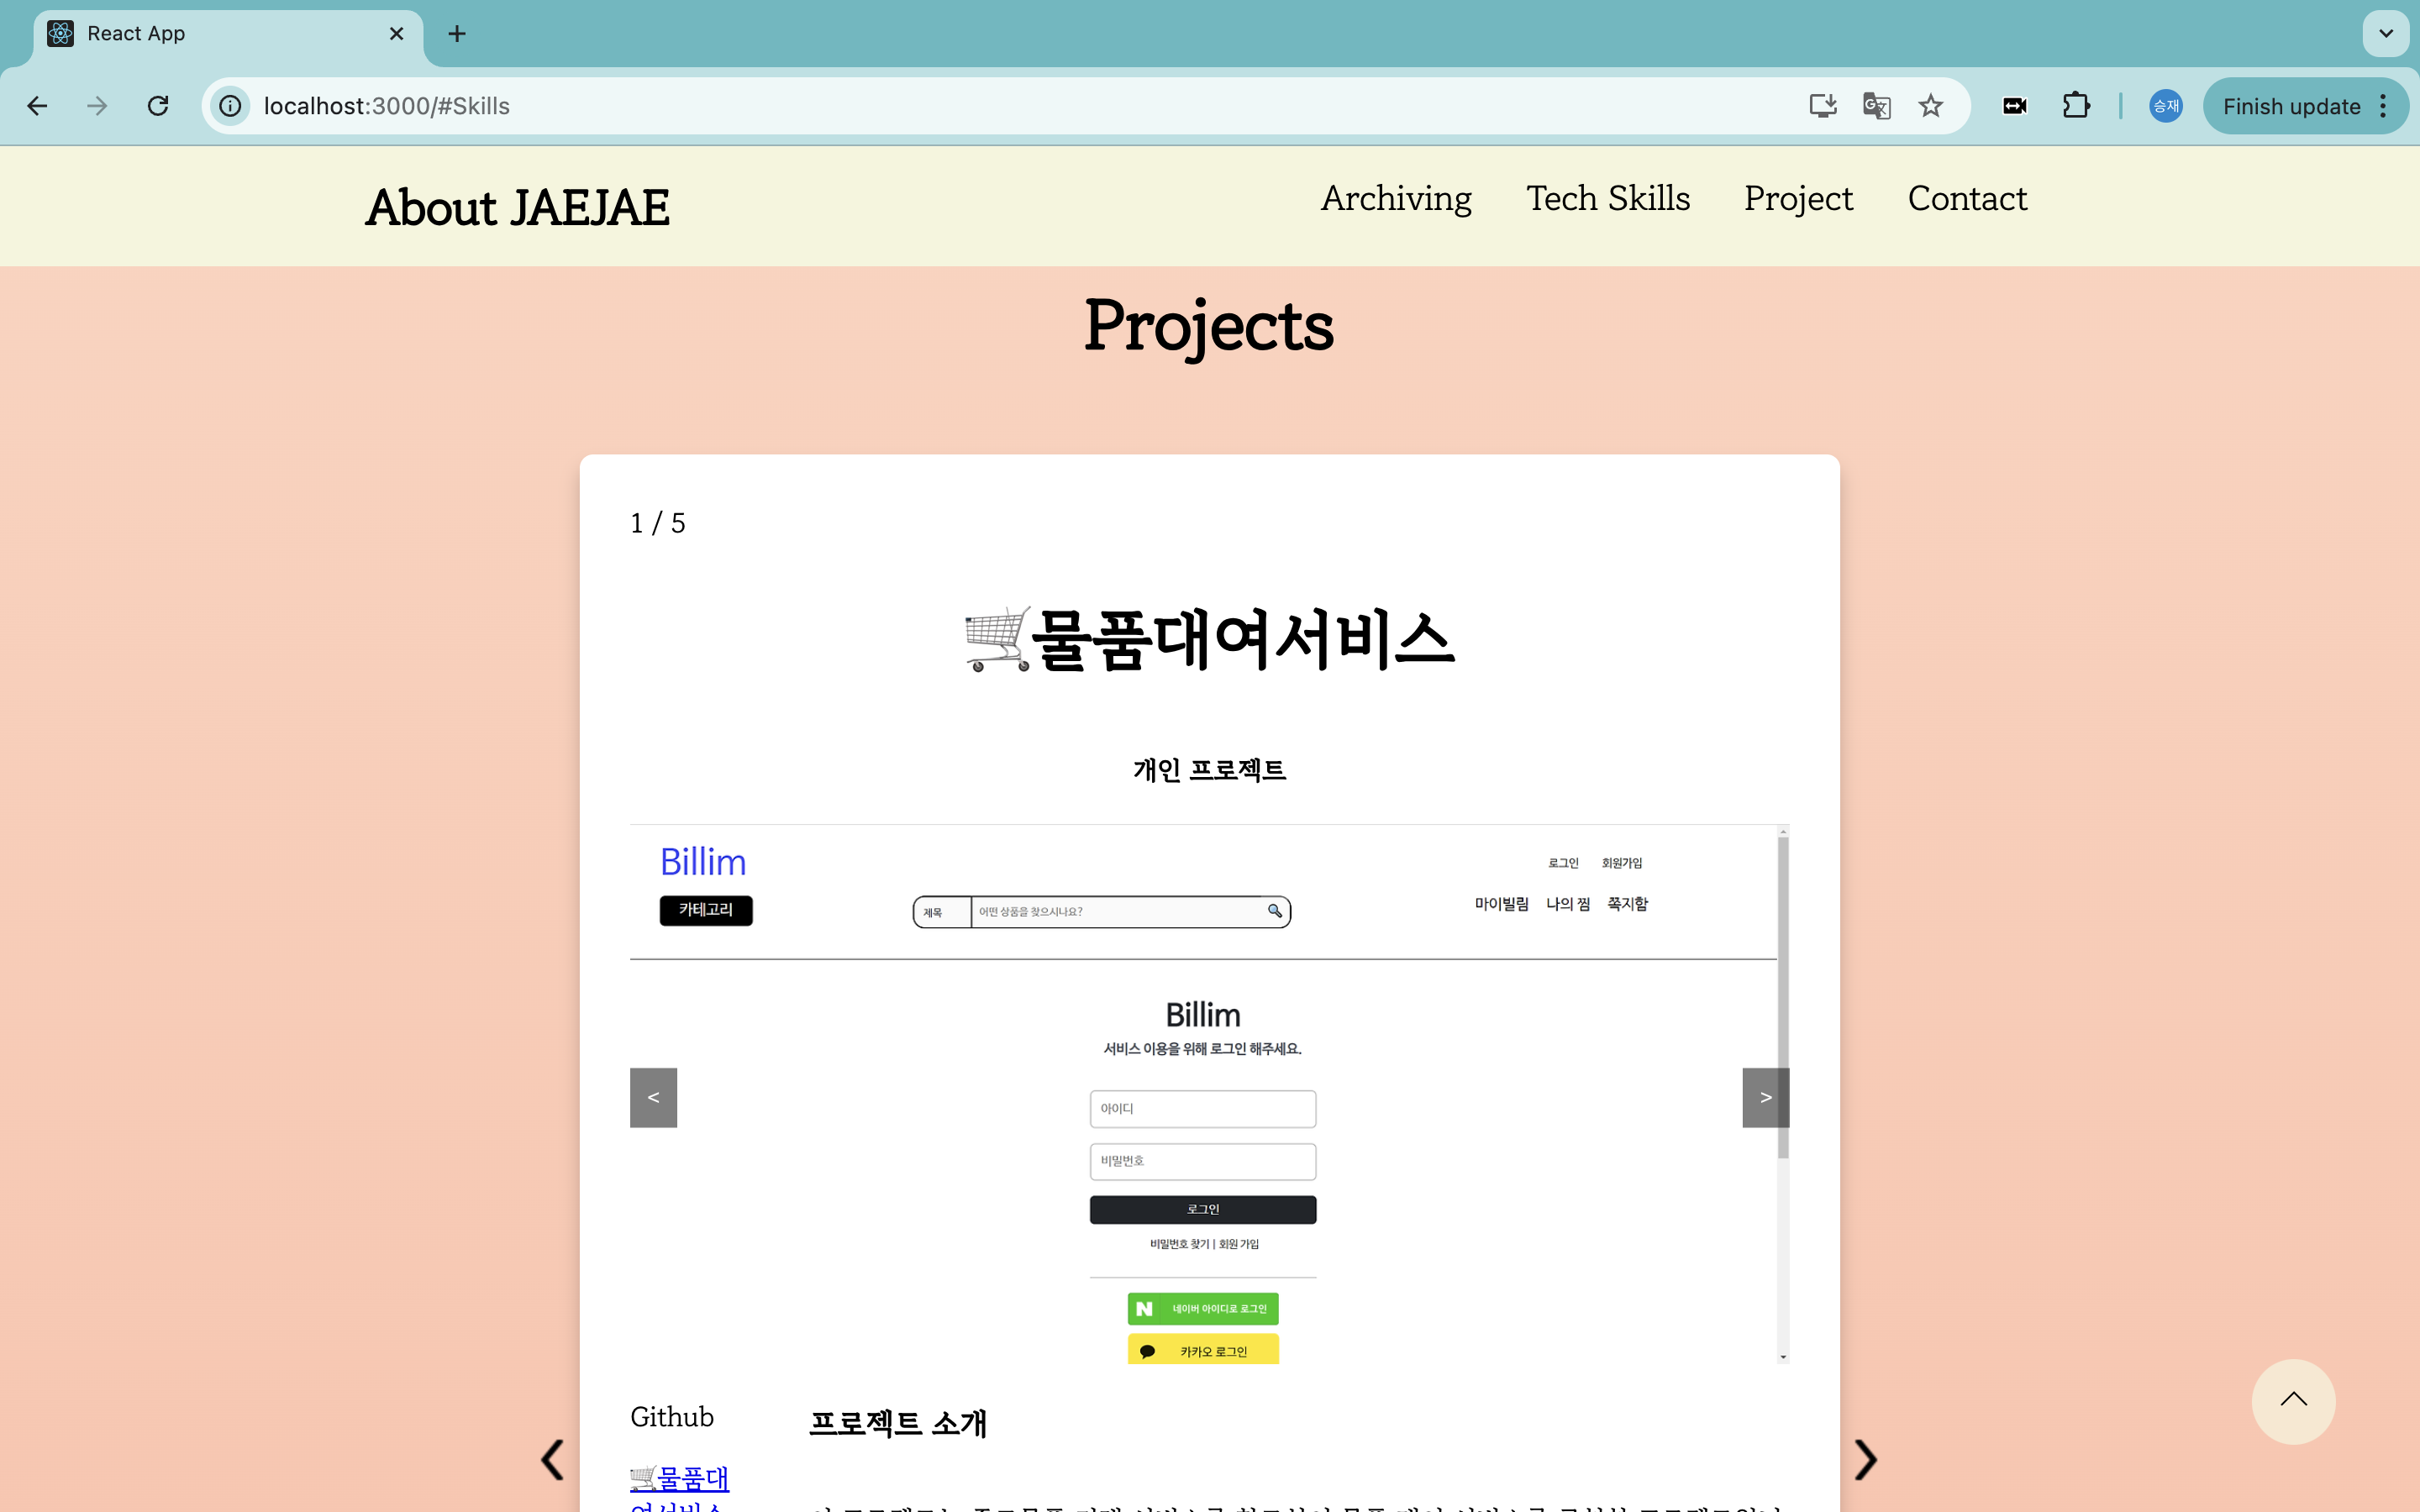 React App
localhost:3000/#Skills
승재
Finish update
About JAEJAE
Archiving
Tech Skills
Project
Contact
Projects
1 / 5
물품대여서비스
개인 프로젝트
Billim
로그인
회원가입
카테고리
제목
어떤 상품을 찾으시나요?
마이빌림
나의 찜
쪽지함
Billim
서비스 이용을 위해 로그인 해주세요.
<
>
아이디
비밀번호
로그인
비밀번호 찾기 | 회원 가입
N 네이버 아이디로 로그인
카카오 로그인
Github
프로젝트 소개
물품대
여서비스